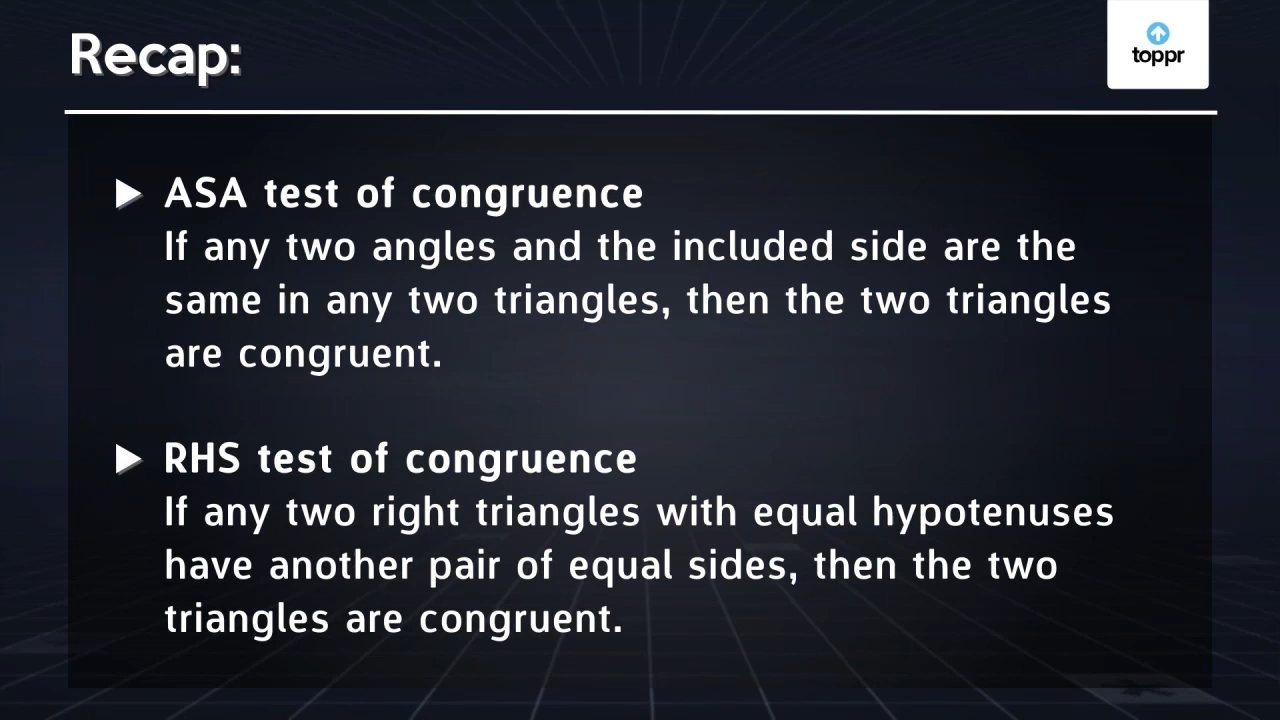 Recap:
toppr
ASA test of congruence
If any two angles and the included side are the
same in any two triangles, then the two triangles
are congruent.
RHS test of congruence
If any two right triangles with equal hypotenuses
have another pair of equal sides, then the two
triangles are congruent.